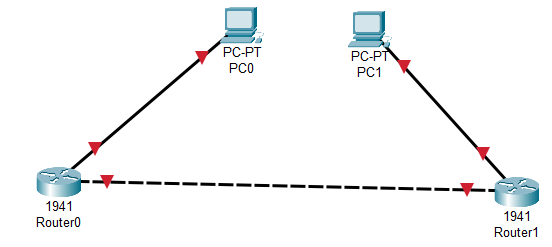 PC-PT
PC0
PC-PT
PC1
1941
Router0
1941
Router1